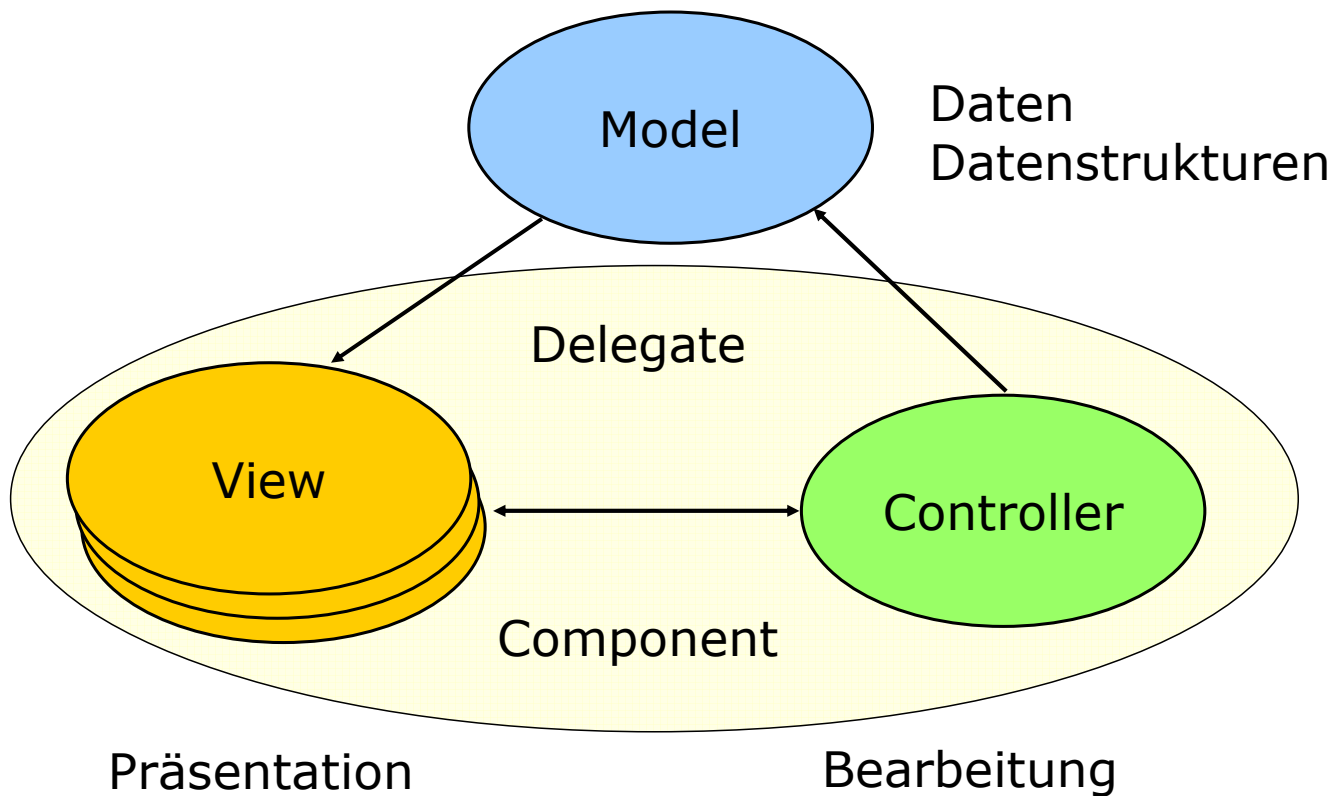 Model
Daten
Datenstrukturen
Delegate
View
Controller
Component
Präsentation
Bearbeitung